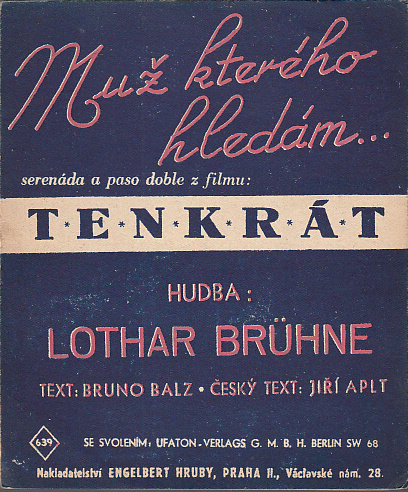 Muž kterého
hledám...
serenáda a paso doble z filmu:
T*E*N*K*R*Á*T
HUDBA:
LOTHAR BRÜHNE
TEXT: BRUNO BALZ • ČESKÝ TEXT: JIŘÍ APLT
639
SE SVOLENÍM: UFATON-VERLAGS G. M. B. H. BERLIN SW 68
Nakladatelství ENGELBERT HRUBY, PRAHA II., Václavské nám. 28.